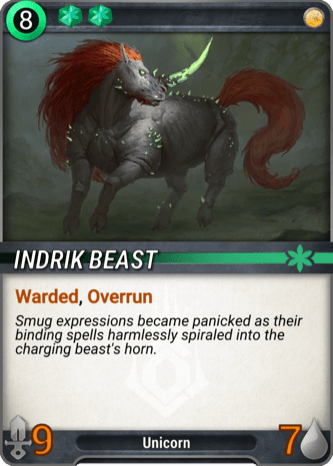 8
INDRIK BEAST
Warded, Overrun
Smug expressions became panicked as their
binding spells harmlessly spiraled into the
charging beast's horn.
9
Unicorn
7